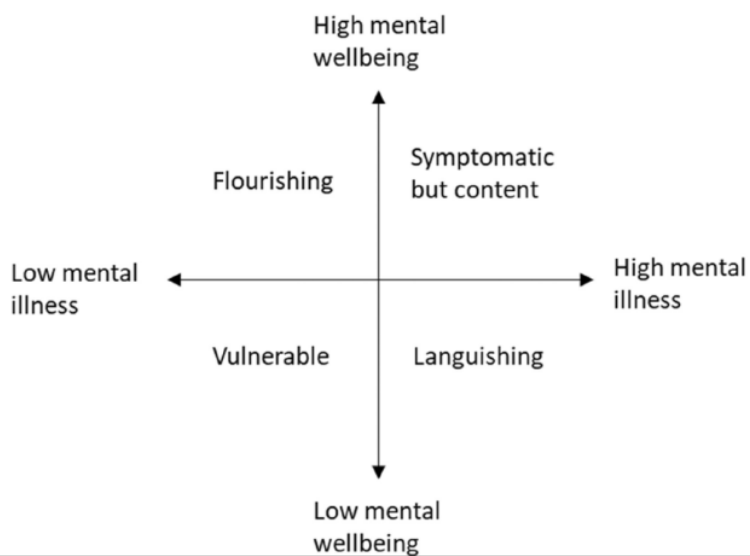 High mental
wellbeing
Symptomatic
but content
Flourishing
Low mental
illness
High mental
illness
Vulnerable
Languishing
Low mental
wellbeing